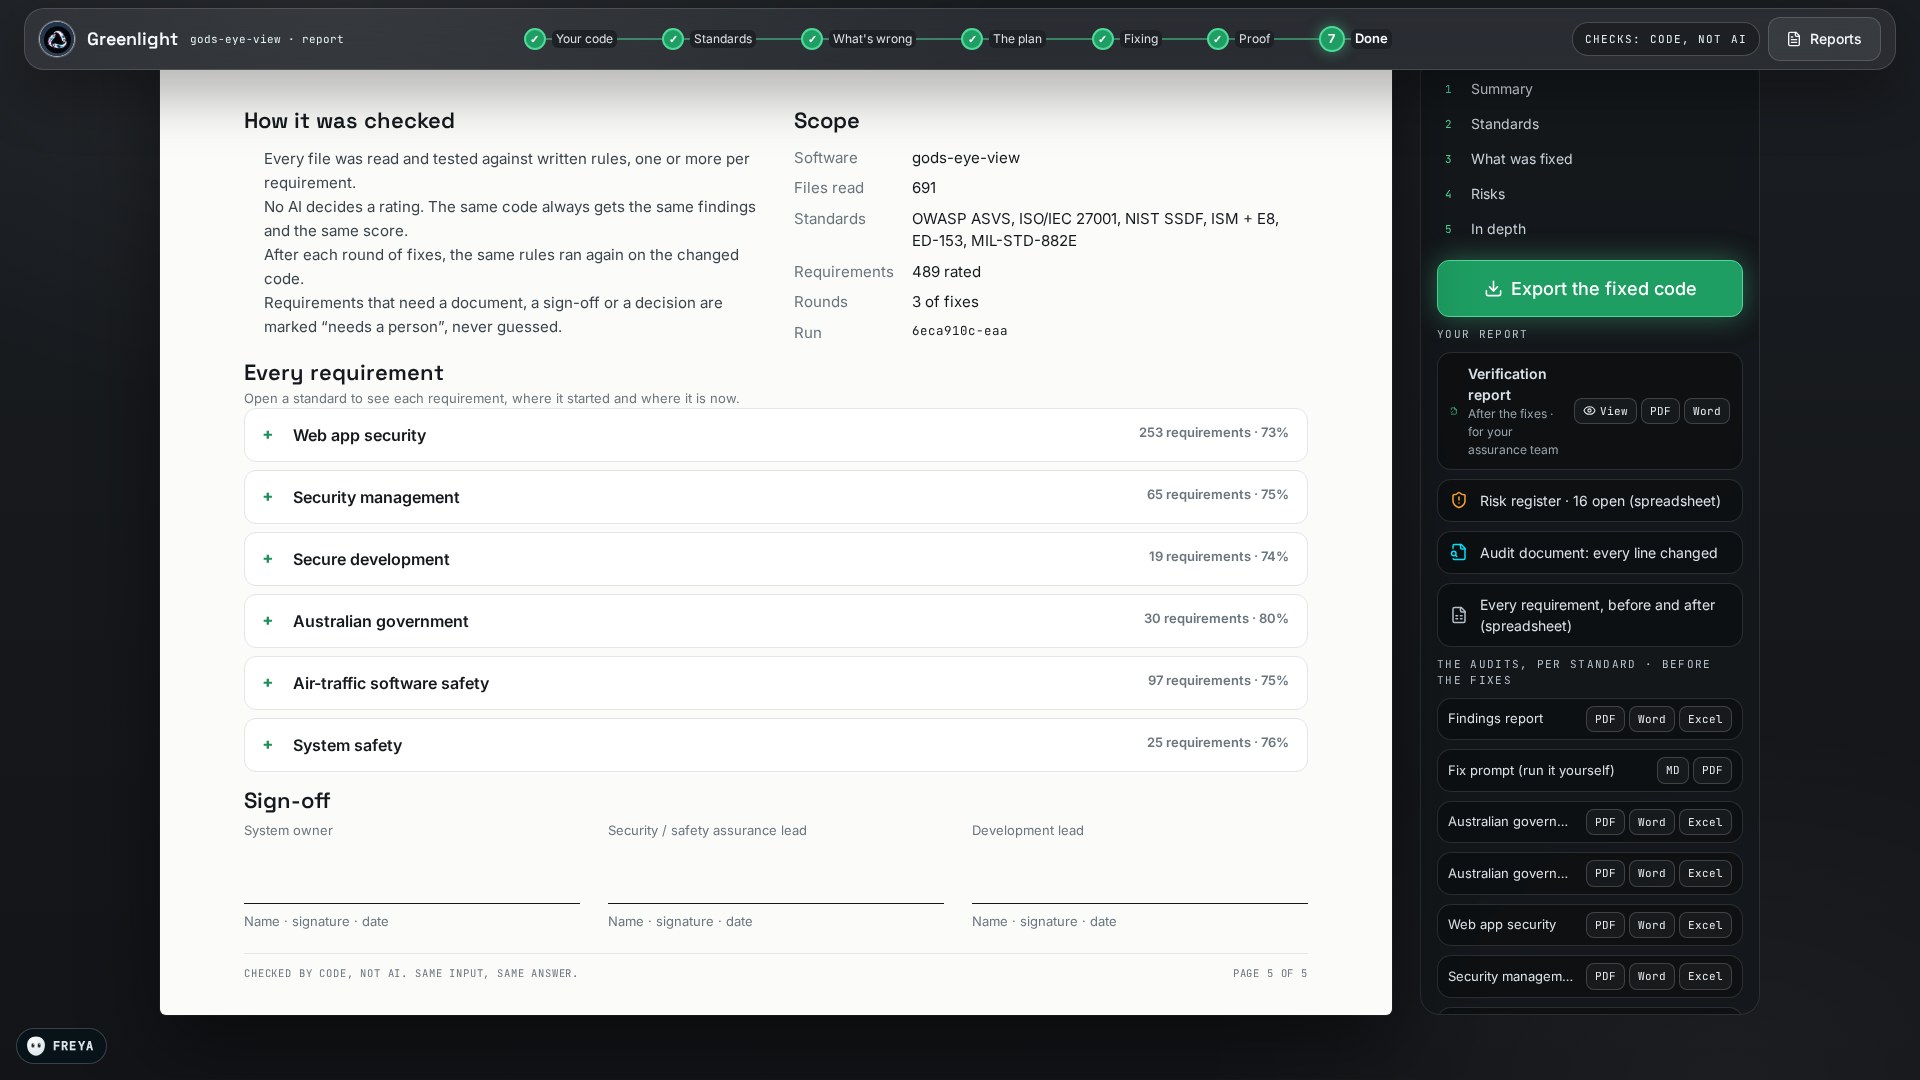 Greenlight gods-eye-view · report
✓ Your code ✓ Standards ✓ What's wrong ✓ The plan ✓ Fixing ✓ Proof 7 Done
CHECKS: CODE, NOT AI
Reports
How it was checked
Every file was read and tested against written rules, one or more per
requirement.
No AI decides a rating. The same code always gets the same findings
and the same score.
After each round of fixes, the same rules ran again on the changed
code.
Requirements that need a document, a sign-off or a decision are
marked “needs a person”, never guessed.
Scope
Software gods-eye-view
Files read 691
Standards OWASP ASVS, ISO/IEC 27001, NIST SSDF, ISM + E8,
ED-153, MIL-STD-882E
Requirements 489 rated
Rounds 3 of fixes
Run 6eca910c-eaa
Every requirement
Open a standard to see each requirement, where it started and where it is now.
+ Web app security 253 requirements · 73%
+ Security management 65 requirements · 75%
+ Secure development 19 requirements · 74%
+ Australian government 30 requirements · 80%
+ Air-traffic software safety 97 requirements · 75%
+ System safety 25 requirements · 76%
Sign-off
System owner Security / safety assurance lead Development lead
Name · signature · date Name · signature · date Name · signature · date
CHECKED BY CODE, NOT AI. SAME INPUT, SAME ANSWER. PAGE 5 OF 5
1 Summary
2 Standards
3 What was fixed
4 Risks
5 In depth
Export the fixed code
YOUR REPORT
Verification
report
After the fixes ·
for your
assurance team
View PDF Word
Risk register · 16 open (spreadsheet)
Audit document: every line changed
Every requirement, before and after
(spreadsheet)
THE AUDITS, PER STANDARD · BEFORE
THE FIXES
Findings report PDF Word Excel
Fix prompt (run it yourself) MD PDF
Australian govern... PDF Word Excel
Australian govern... PDF Word Excel
Web app security PDF Word Excel
Security managem... PDF Word Excel
FREYA